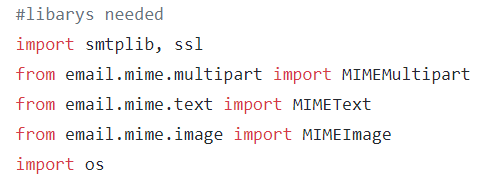 #libarys needed
import smtplib, ssl
from email.mime.multipart import MIMEMultipart
from email.mime.text import MIMEText
from email.mime.image import MIMEImage
import os